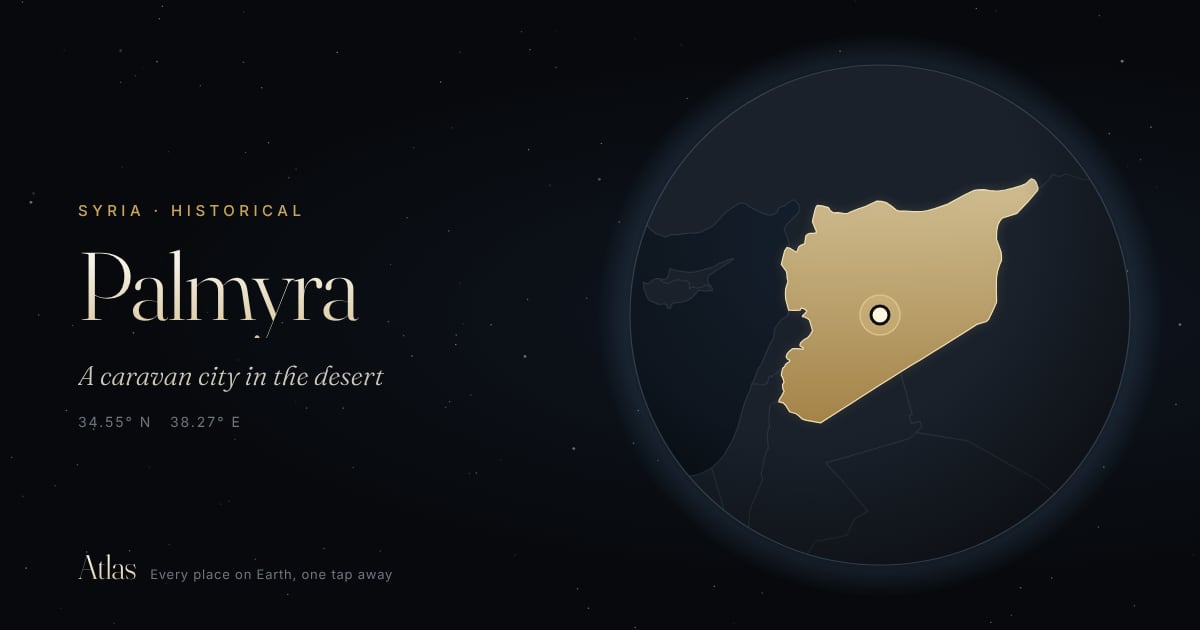 SYRIA · HISTORICAL
Palmyra
A caravan city in the desert
34.55° N 38.27° E
Atlas Every place on Earth, one tap away